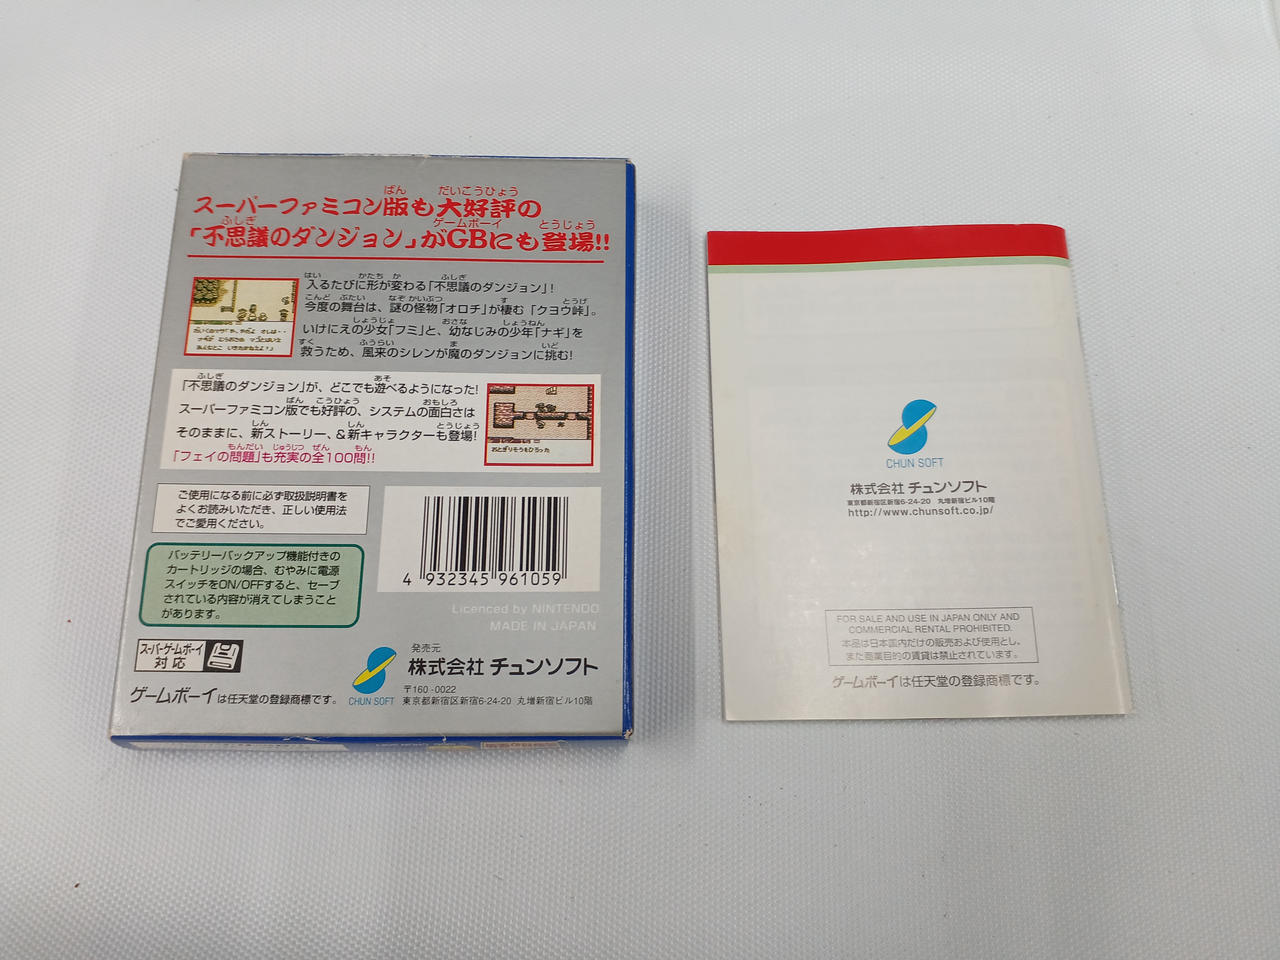 スーパーファミコン版も大好評の
「不思議のダンジョン」がGBにも登場!!
入るたびに形が変わる「不思議のダンジョン」!
今度の舞台は、謎の怪物「オロチ」が棲む「クヨウ峠」。
いけにえの少女「フミ」と、幼なじみの少年「ナギ」を
救うため、風来のシレンが魔のダンジョンに挑む!
「不思議のダンジョン」が、どこでも遊べるようになった!
スーパーファミコン版でも好評の、システムの面白さは
そのままに、新ストーリー、&新キャラクターも登場!
「フェイの問題」も充実の全100問!!
おとぎりそうをひろった
ご使用になる前に必ず取扱説明書を
よくお読みいただき、正しい使用法
でご愛用ください。
バッテリーバックアップ機能付きの
カートリッジの場合、むやみに電源
スイッチをON/OFFすると、セーブ
されている内容が消えてしまうこと
があります。
4 932345 961059
Licenced by NINTENDO
MADE IN JAPAN
スーパーゲームボーイ
対応
ゲームボーイは任天堂の登録商標です。
CHUN SOFT
発売元
株式会社 チュンソフト
〒160-0022
東京都新宿区新宿6-24-20 丸増新宿ビル10階
CHUN SOFT
株式会社 チュンソフト
東京都新宿区新宿6-24-20 丸増新宿ビル10階
http://www.chunsoft.co.jp/
FOR SALE AND USE IN JAPAN ONLY AND
COMMERCIAL RENTAL PROHIBITED.
本品は日本国内だけの販売および使用とし、
また商業目的の賃貸は禁止されています。
ゲームボーイは任天堂の登録商標です。